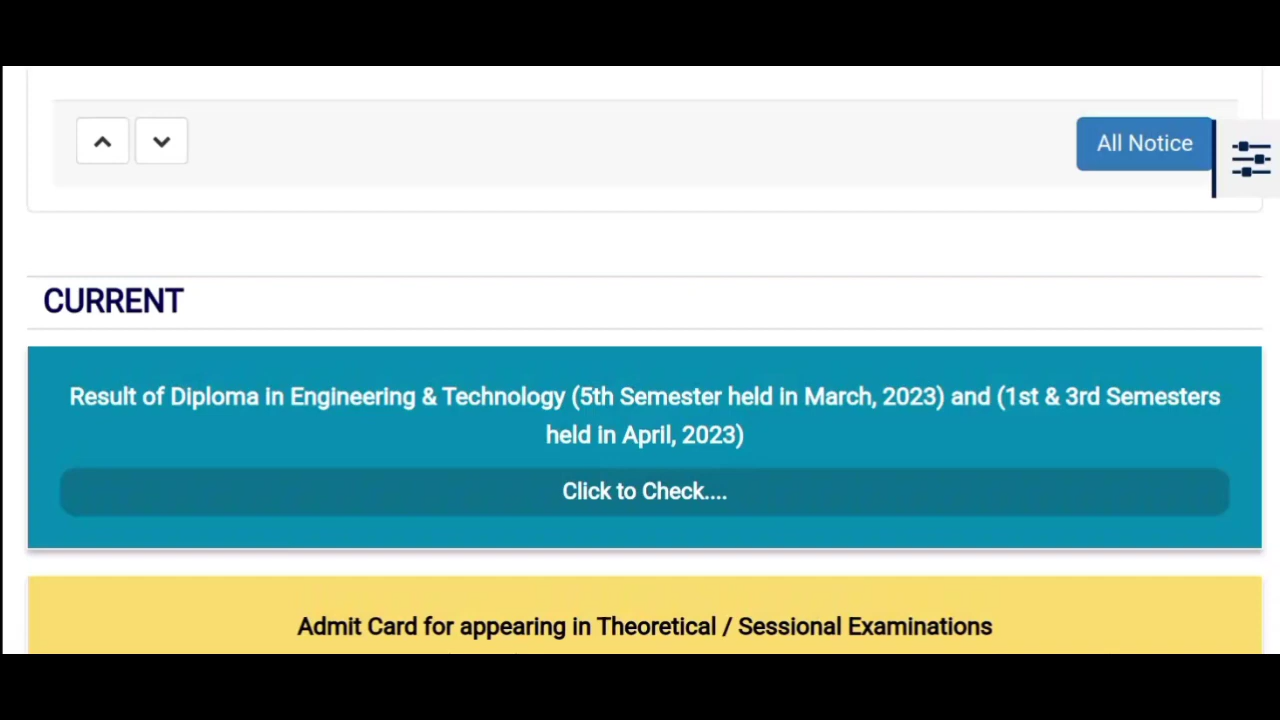 All Notice
CURRENT
Result of Diploma in Engineering & Technology (5th Semester held in March, 2023) and (1st & 3rd Semesters
held in April, 2023)
Click to Check....
Admit Card for appearing in Theoretical / Sessional Examinations